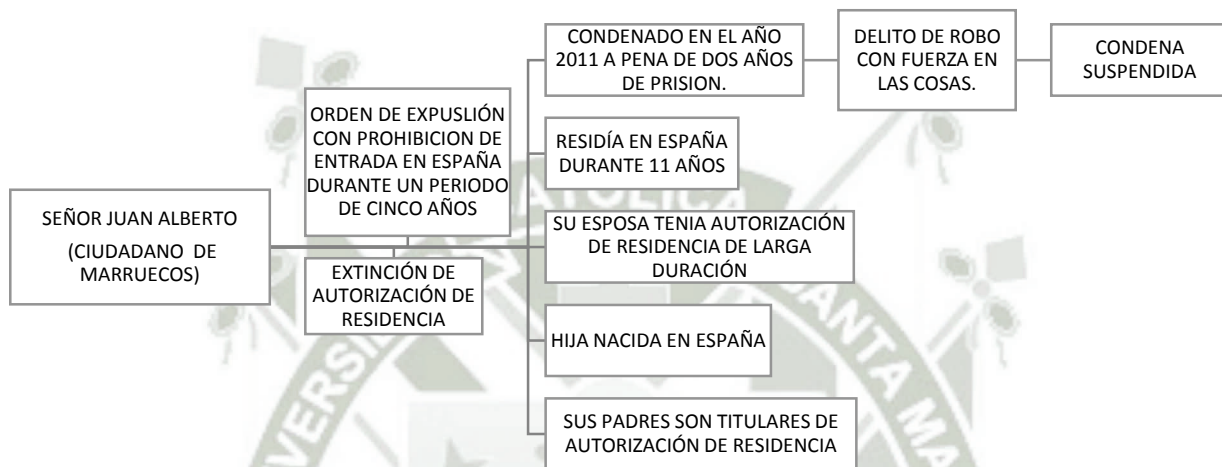 SEÑOR JUAN ALBERTO
(CIUDADANO DE
MARRUECOS)
ORDEN DE EXPUSLIÓN
CON PROHIBICION DE
ENTRADA EN ESPAÑA
DURANTE UN PERIODO
DE CINCO AÑOS
EXTINCIÓN DE
AUTORIZACIÓN DE
RESIDENCIA
CONDENADO EN EL AÑO
2011 A PENA DE DOS AÑOS
DE PRISION.
DELITO DE ROBO
CON FUERZA EN
LAS COSAS.
CONDENA
SUSPENDIDA
RESIDÍA EN ESPAÑA
DURANTE 11 AÑOS
SU ESPOSA TENIA AUTORIZACIÓN
DE RESIDENCIA DE LARGA
DURACIÓN
HIJA NACIDA EN ESPAÑA
SUS PADRES SON TITULARES DE
AUTORIZACIÓN DE RESIDENCIA